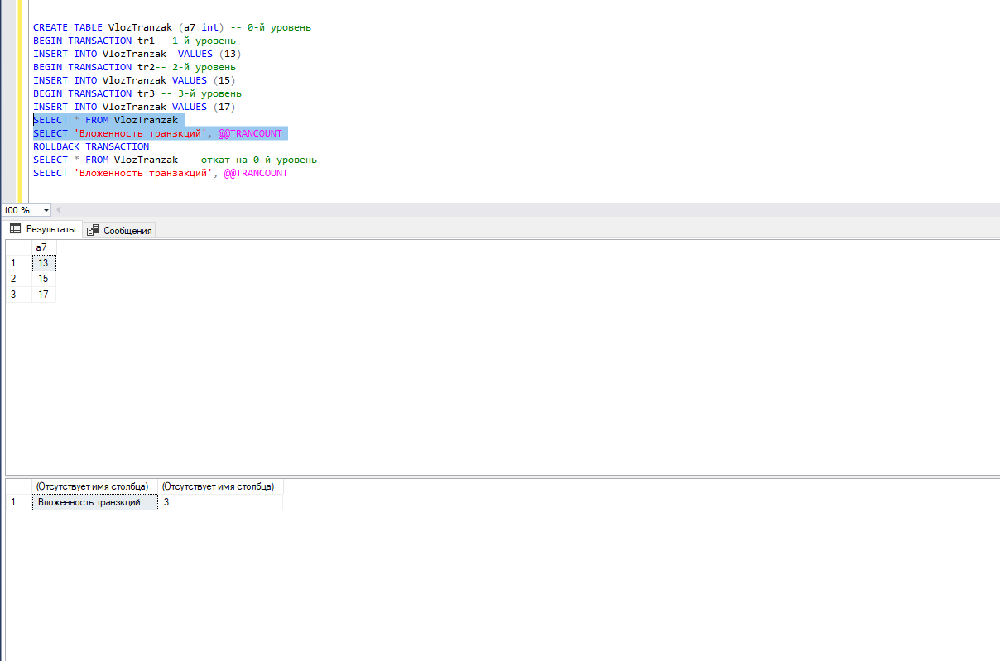 CREATE TABLE VlozTranzak (a7 int) -- 0-й уровень
BEGIN TRANSACTION tr1-- 1-й уровень
INSERT INTO VlozTranzak  VALUES (13)
BEGIN TRANSACTION tr2-- 2-й уровень
INSERT INTO VlozTranzak VALUES (15)
BEGIN TRANSACTION tr3 -- 3-й уровень
INSERT INTO VlozTranzak VALUES (17)
SELECT * FROM VlozTranzak
SELECT 'Вложенность транзкций', @@TRANCOUNT
ROLLBACK TRANSACTION
SELECT * FROM VlozTranzak -- откат на 0-й уровень
SELECT 'Вложенность транзакций', @@TRANCOUNT
100 %
Результаты Сообщения
a7
1 13
2 15
3 17
(Отсутствует имя столбца) (Отсутствует имя столбца)
1 Вложенность транзкций 3